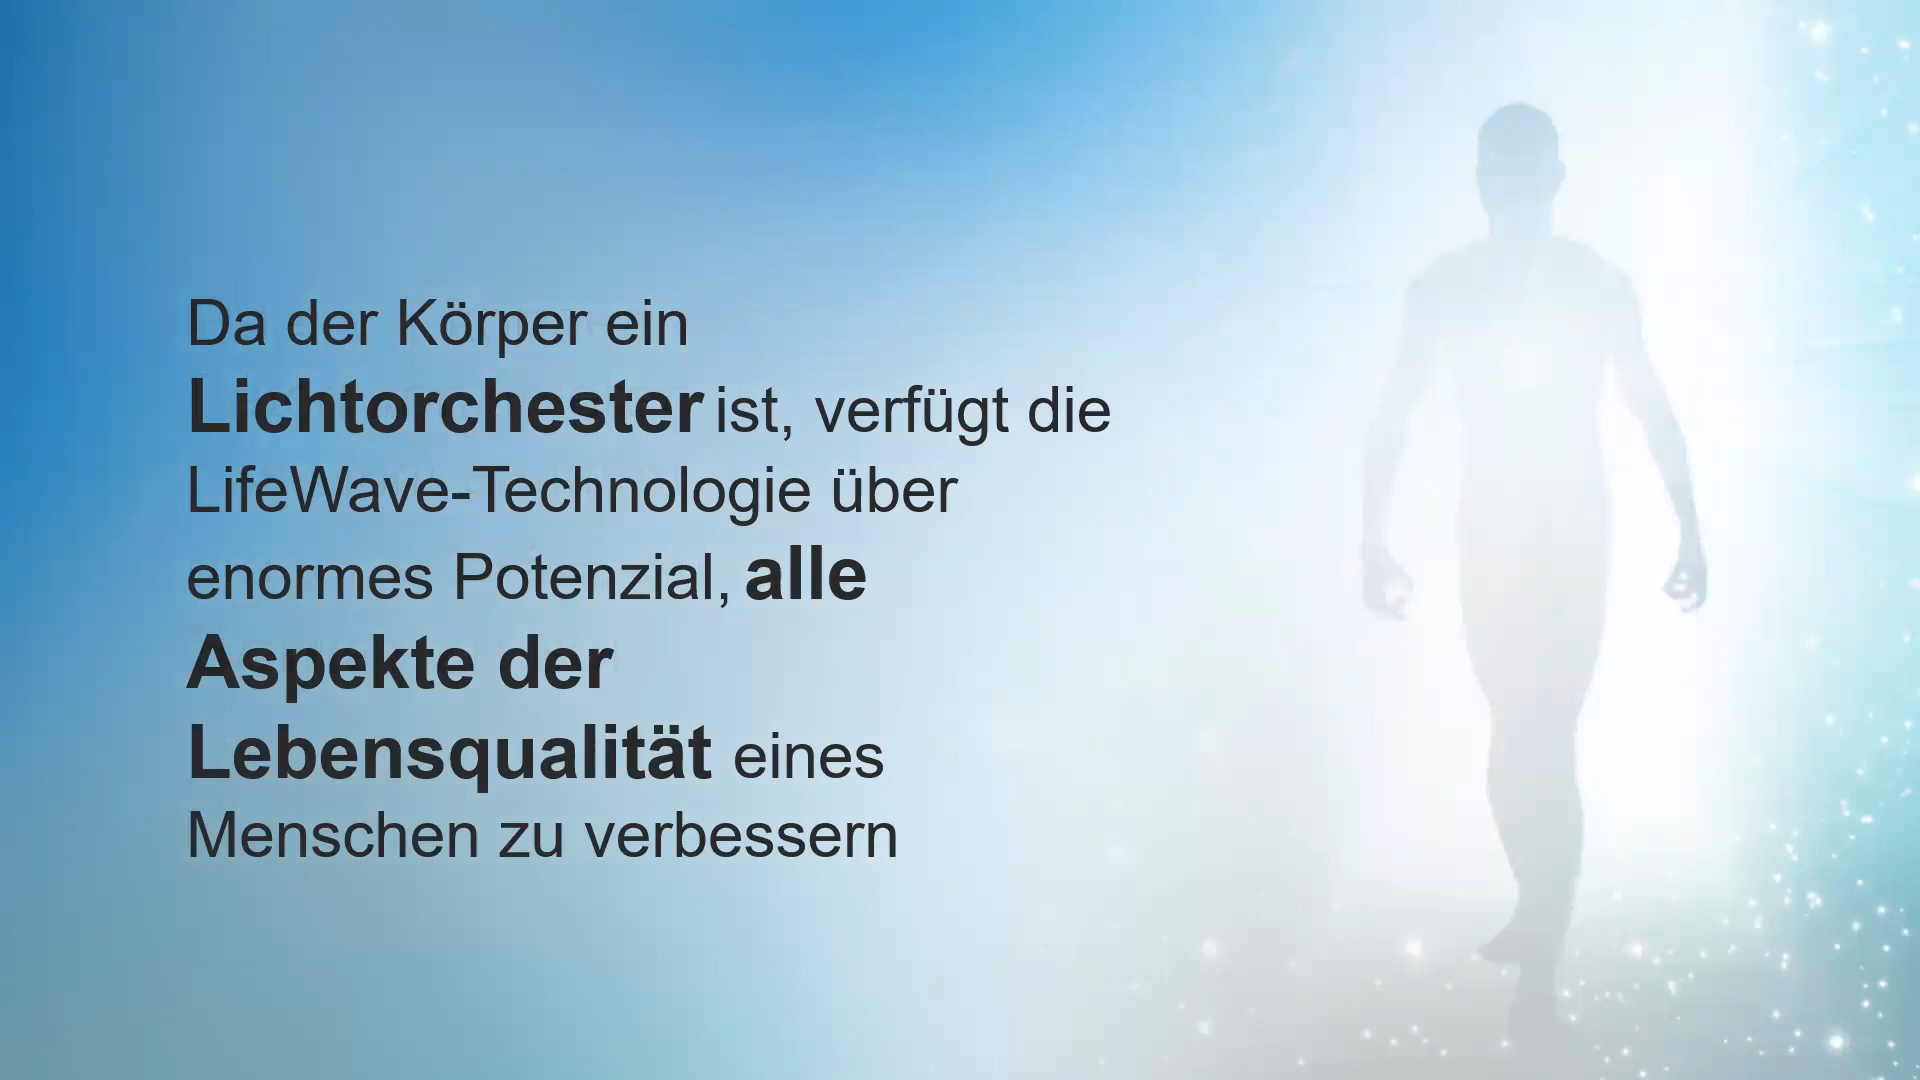 Da der Körper ein
Lichtorchester ist, verfügt die
LifeWave-Technologie über
enormes Potenzial, alle
Aspekte der
Lebensqualität eines
Menschen zu verbessern